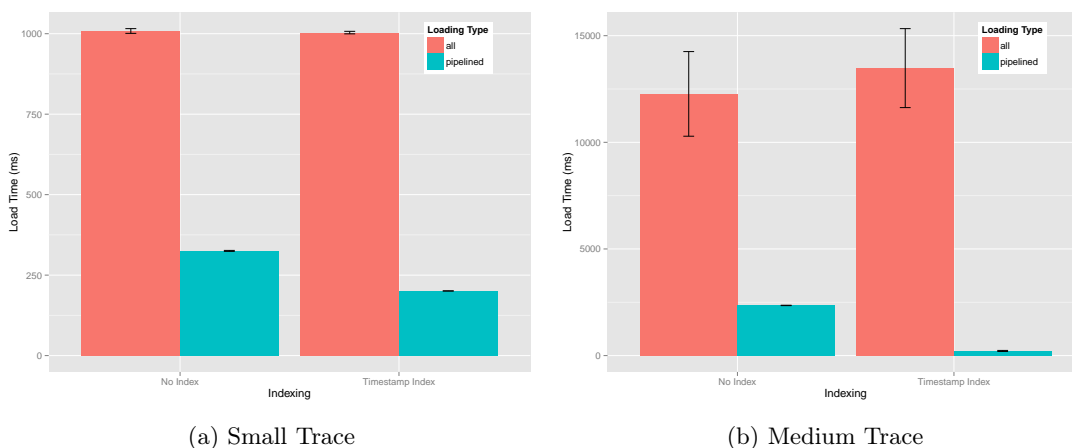 Load Time (ms)
1000
750
500
250
0
Loading Type
all
pipelined
No Index
Timestamp Index
Indexing
(a) Small Trace
Load Time (ms)
15000
10000
5000
0
Loading Type
all
pipelined
No Index
Timestamp Index
Indexing
(b) Medium Trace